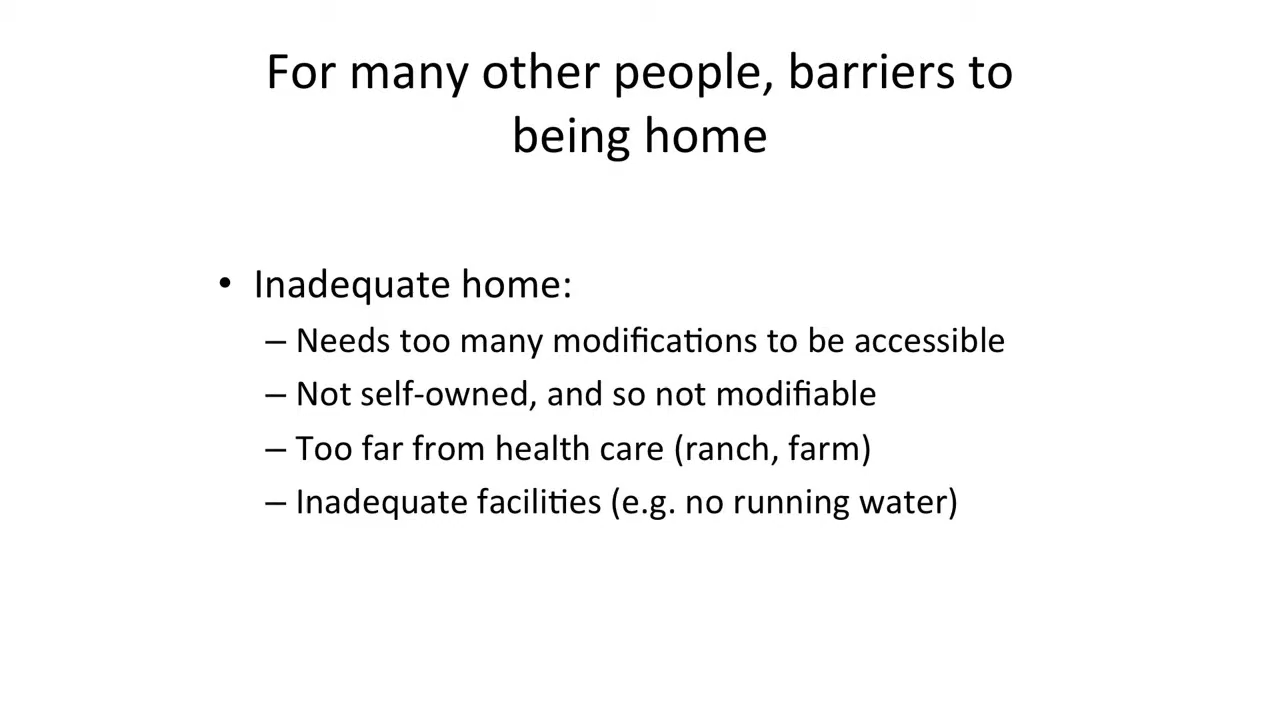 For many other people, barriers to
being home
• Inadequate home:
– Needs too many modifications to be accessible
– Not self-owned, and so not modifiable
– Too far from health care (ranch, farm)
– Inadequate facilities (e.g. no running water)